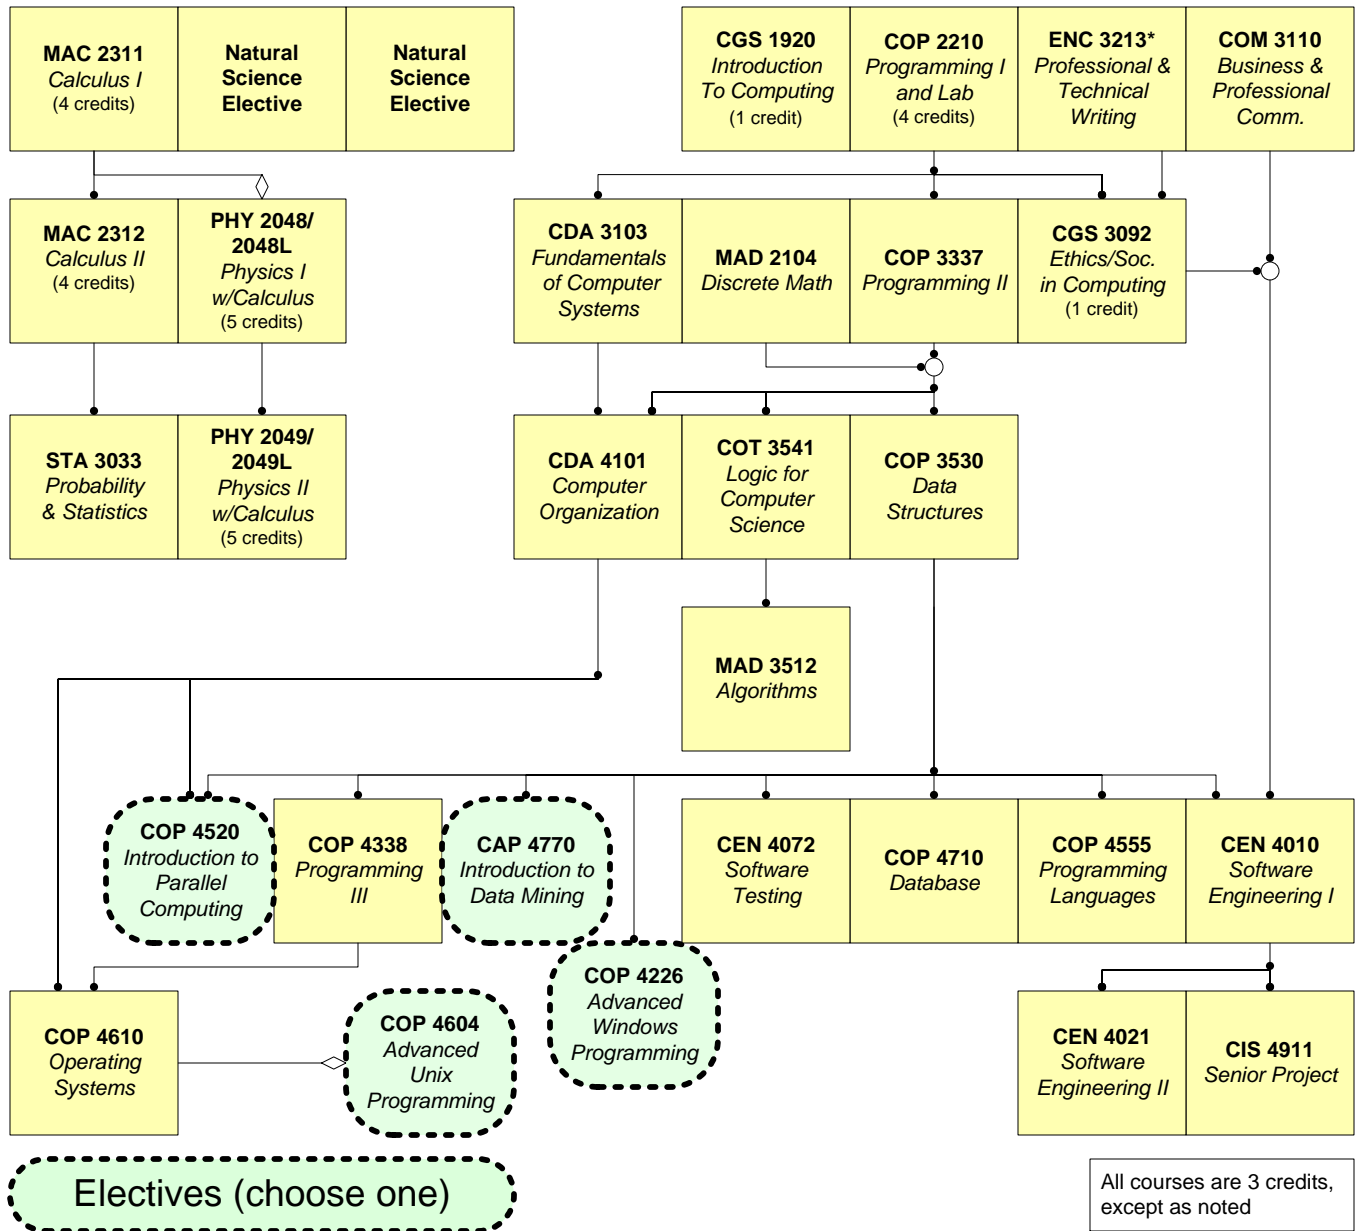 MAC 2311
Calculus I
(4 credits)
Natural
Science
Elective
Natural
Science
Elective
CGS 1920
Introduction
To Computing
(1 credit)
COP 2210
Programming I
and Lab
(4 credits)
ENC 3213*
Professional &
Technical
Writing
COM 3110
Business &
Professional
Comm.
MAC 2312
Calculus II
(4 credits)
PHY 2048/
2048L
Physics I
w/Calculus
(5 credits)
CDA 3103
Fundamentals
of Computer
Systems
MAD 2104
Discrete Math
COP 3337
Programming II
CGS 3092
Ethics/Soc.
in Computing
(1 credit)
STA 3033
Probability
& Statistics
PHY 2049/
2049L
Physics II
w/Calculus
(5 credits)
CDA 4101
Computer
Organization
COT 3541
Logic for
Computer
Science
COP 3530
Data
Structures
MAD 3512
Algorithms
COP 4520
Introduction to
Parallel
Computing
COP 4338
Programming
III
CAP 4770
Introduction to
Data Mining
CEN 4072
Software
Testing
COP 4710
Database
COP 4555
Programming
Languages
CEN 4010
Software
Engineering I
COP 4226
Advanced
Windows
Programming
COP 4610
Operating
Systems
COP 4604
Advanced
Unix
Programming
CEN 4021
Software
Engineering II
CIS 4911
Senior Project
Electives (choose one)
All courses are 3 credits,
except as noted